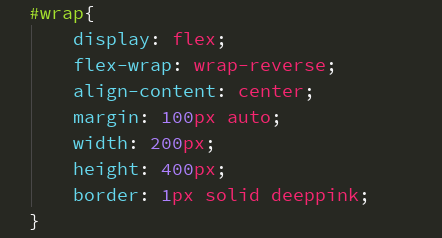 #wrap{
    display: flex;
    flex-wrap: wrap-reverse;
    align-content: center;
    margin: 100px auto;
    width: 200px;
    height: 400px;
    border: 1px solid deeppink;
}